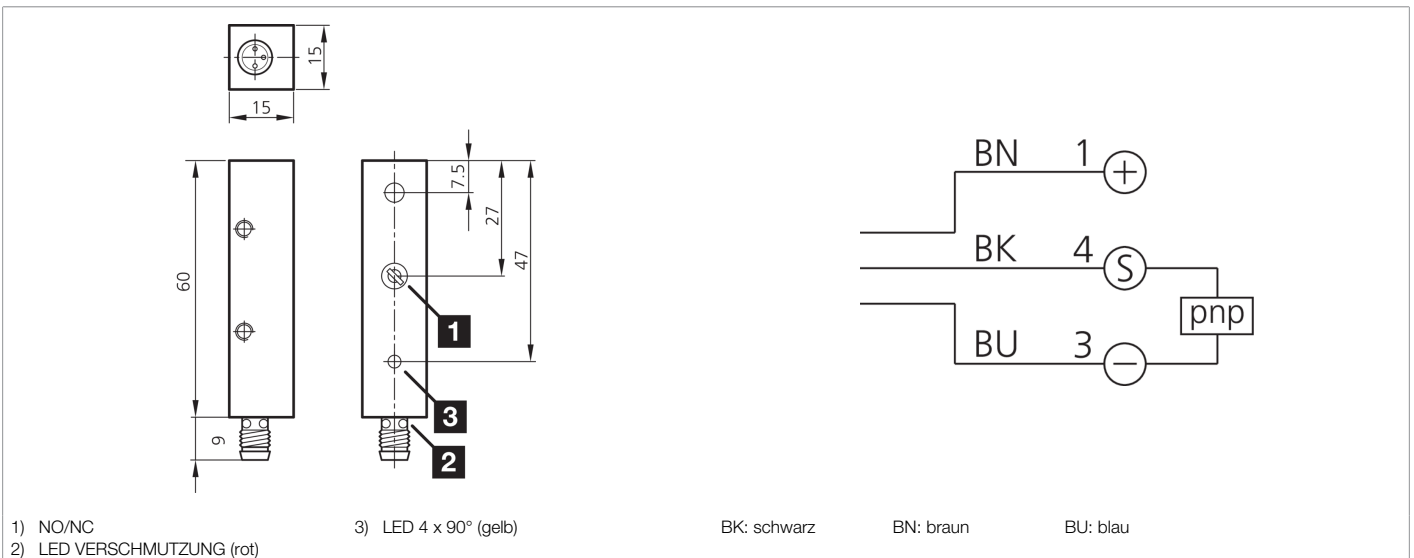 15
15
60
9
7.5
27
47
1
3
2
BN 1 +
BK 4 S
pnp
BU 3 −
1) NO/NC
2) LED VERSCHMUTZUNG (rot)
3) LED 4 x 90° (gelb)
BK: schwarz BN: braun BU: blau